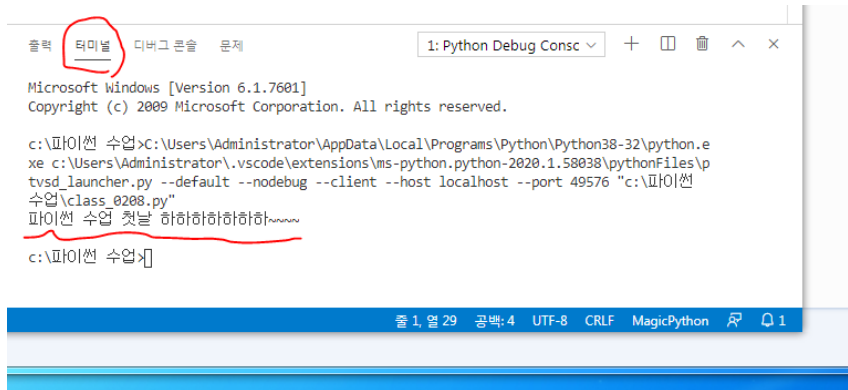 출력 터미널 디버그 콘솔 문제 1: Python Debug Consc
Microsoft Windows [Version 6.1.7601]
Copyright (c) 2009 Microsoft Corporation. All rights reserved.
c:\파이썬 수업>C:\Users\Administrator\AppData\Local\Programs\Python\Python38-32\python.e
xe c:\Users\Administrator\.vscode\extensions\ms-python.python-2020.1.58038\pythonFiles\p
tvsd_launcher.py --default --nodebug --client --host localhost --port 49576 "c:\파이썬
수업\class_0208.py"
파이썬 수업 첫날 하하하하하하하~~~~
c:\파이썬 수업>
줄 1, 열 29 공백: 4 UTF-8 CRLF MagicPython 1